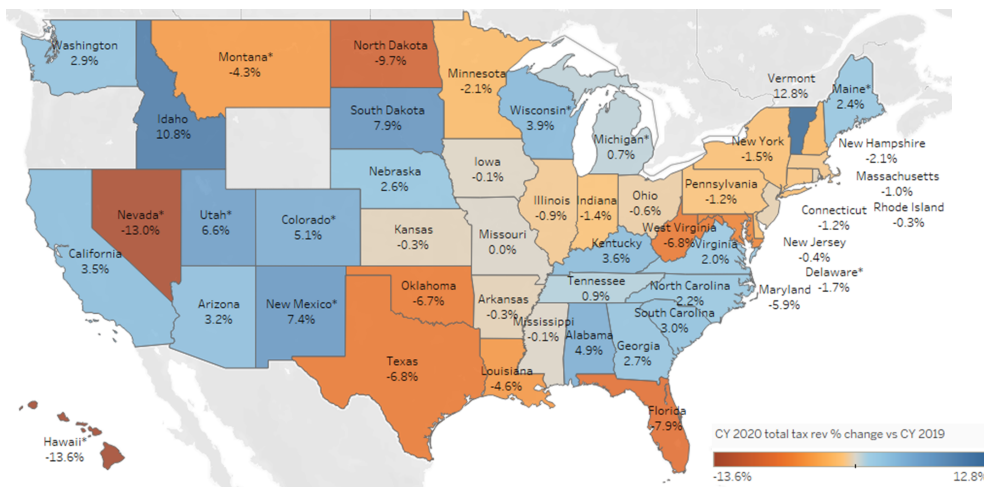 Washington
2.9%
Montana*
-4.3%
North Dakota
-9.7%
Minnesota
-2.1%
Idaho
10.8%
South Dakota
7.9%
Wisconsin*
3.9%
Michigan*
0.7%
Vermont
12.8%
Maine*
2.4%
New York
-1.5%
New Hampshire
-2.1%
Massachusetts
-1.0%
Rhode Island
-0.3%
Connecticut
-1.2%
New Jersey
-0.4%
Delaware*
-1.7%
Maryland
-5.9%
Pennsylvania
-1.2%
Nebraska
2.6%
Iowa
-0.1%
Illinois
-0.9%
Indiana
-1.4%
Ohio
-0.6%
West Virginia
-6.8%
Virginia
2.0%
Nevada*
-13.0%
Utah*
6.6%
Colorado*
5.1%
Kansas
-0.3%
Missouri
0.0%
Kentucky
3.6%
California
3.5%
Arizona
3.2%
New Mexico*
7.4%
Oklahoma
-6.7%
Arkansas
-0.3%
Tennessee
0.9%
North Carolina
2.2%
South Carolina
3.0%
Mississippi
-0.1%
Alabama
4.9%
Georgia
2.7%
Texas
-6.8%
Louisiana
-4.6%
Florida
-7.9%
Hawaii*
-13.6%
CY 2020 total tax rev % change vs CY 2019
-13.6%
12.8%